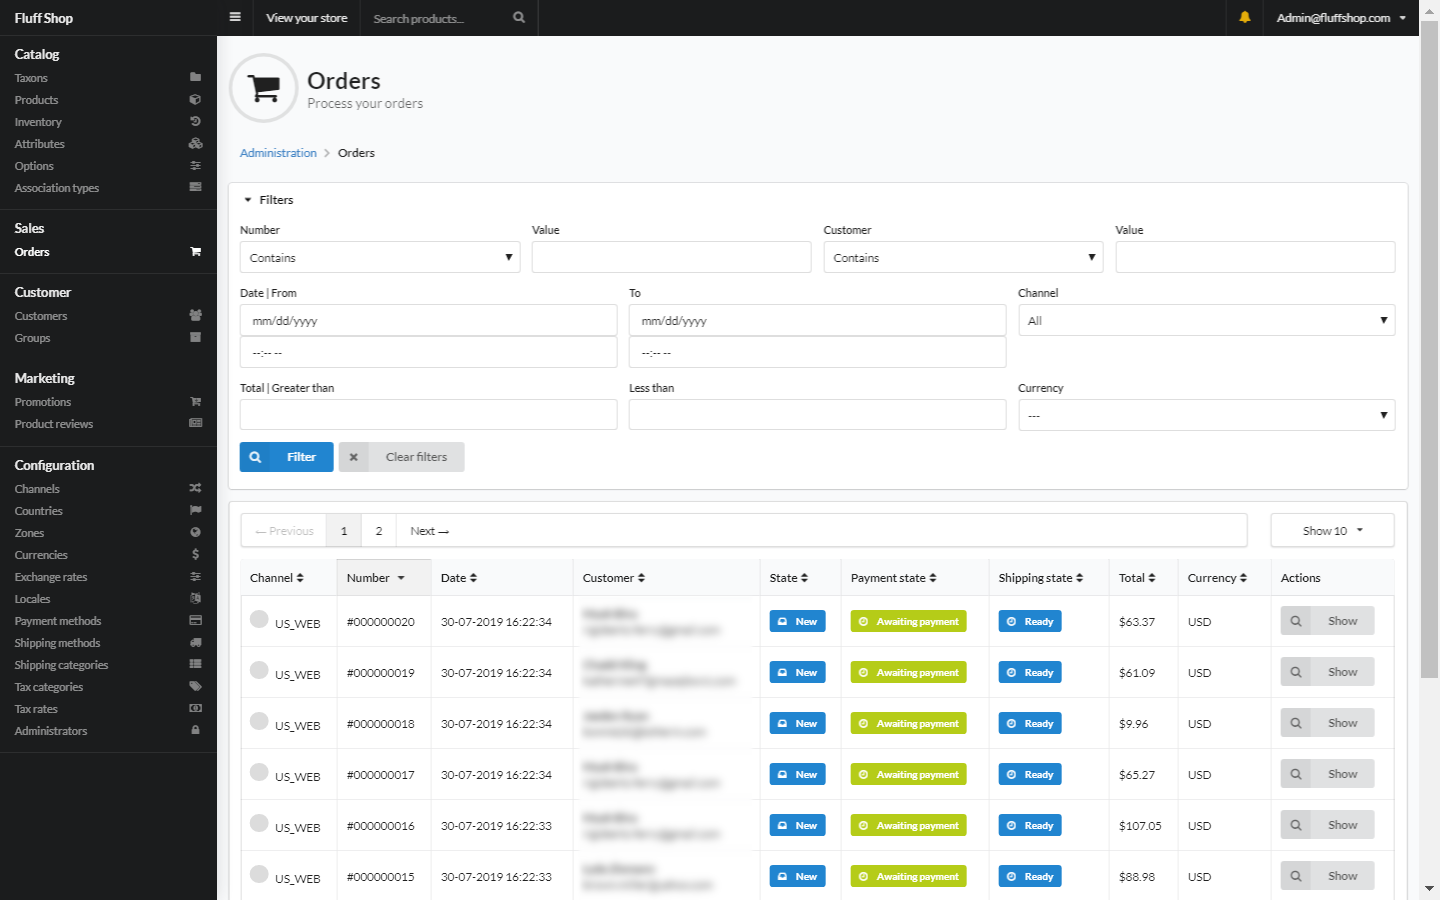 Fluff Shop
View your store
Search products...
Admin@fluffshop.com
Catalog
Taxons
Products
Inventory
Attributes
Options
Association types
Sales
Orders
Customer
Customers
Groups
Marketing
Promotions
Product reviews
Configuration
Channels
Countries
Zones
Currencies
Exchange rates
Locales
Payment methods
Shipping methods
Shipping categories
Tax categories
Tax rates
Administrators
Orders
Process your orders
Administration > Orders
Filters
Number Value Customer Value
Contains Contains
Date | From To Channel
mm/dd/yyyy mm/dd/yyyy All
--:-- -- --:-- --
Total | Greater than Less than Currency
---
Filter Clear filters
← Previous 1 2 Next → Show 10
Channel Number Date Customer State Payment state Shipping state Total Currency Actions
US_WEB #000000020 30-07-2019 16:22:34 New Awaiting payment Ready $63.37 USD Show
US_WEB #000000019 30-07-2019 16:22:34 New Awaiting payment Ready $61.09 USD Show
US_WEB #000000018 30-07-2019 16:22:34 New Awaiting payment Ready $9.96 USD Show
US_WEB #000000017 30-07-2019 16:22:34 New Awaiting payment Ready $65.27 USD Show
US_WEB #000000016 30-07-2019 16:22:33 New Awaiting payment Ready $107.05 USD Show
US_WEB #000000015 30-07-2019 16:22:33 New Awaiting payment Ready $88.98 USD Show